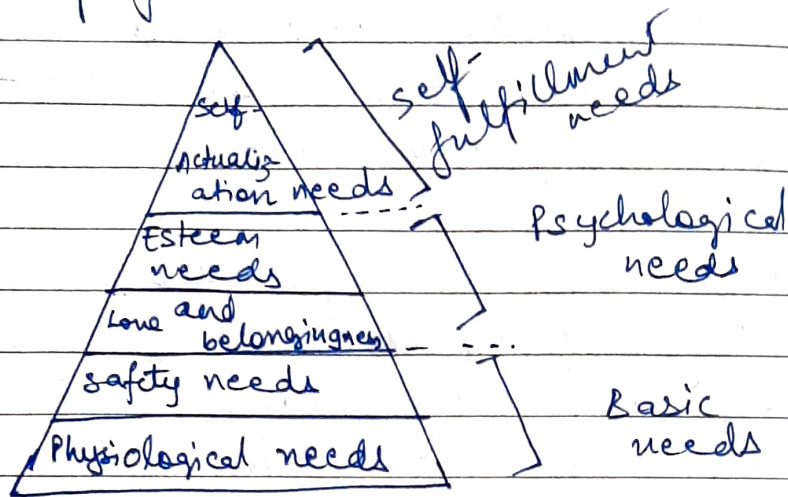 self-
Actualiz-
ation needs
Esteem
needs
Love and
belongingness
safety needs
Physiological needs
self-
fulfillment
needs
Psychological
needs
Basic
needs